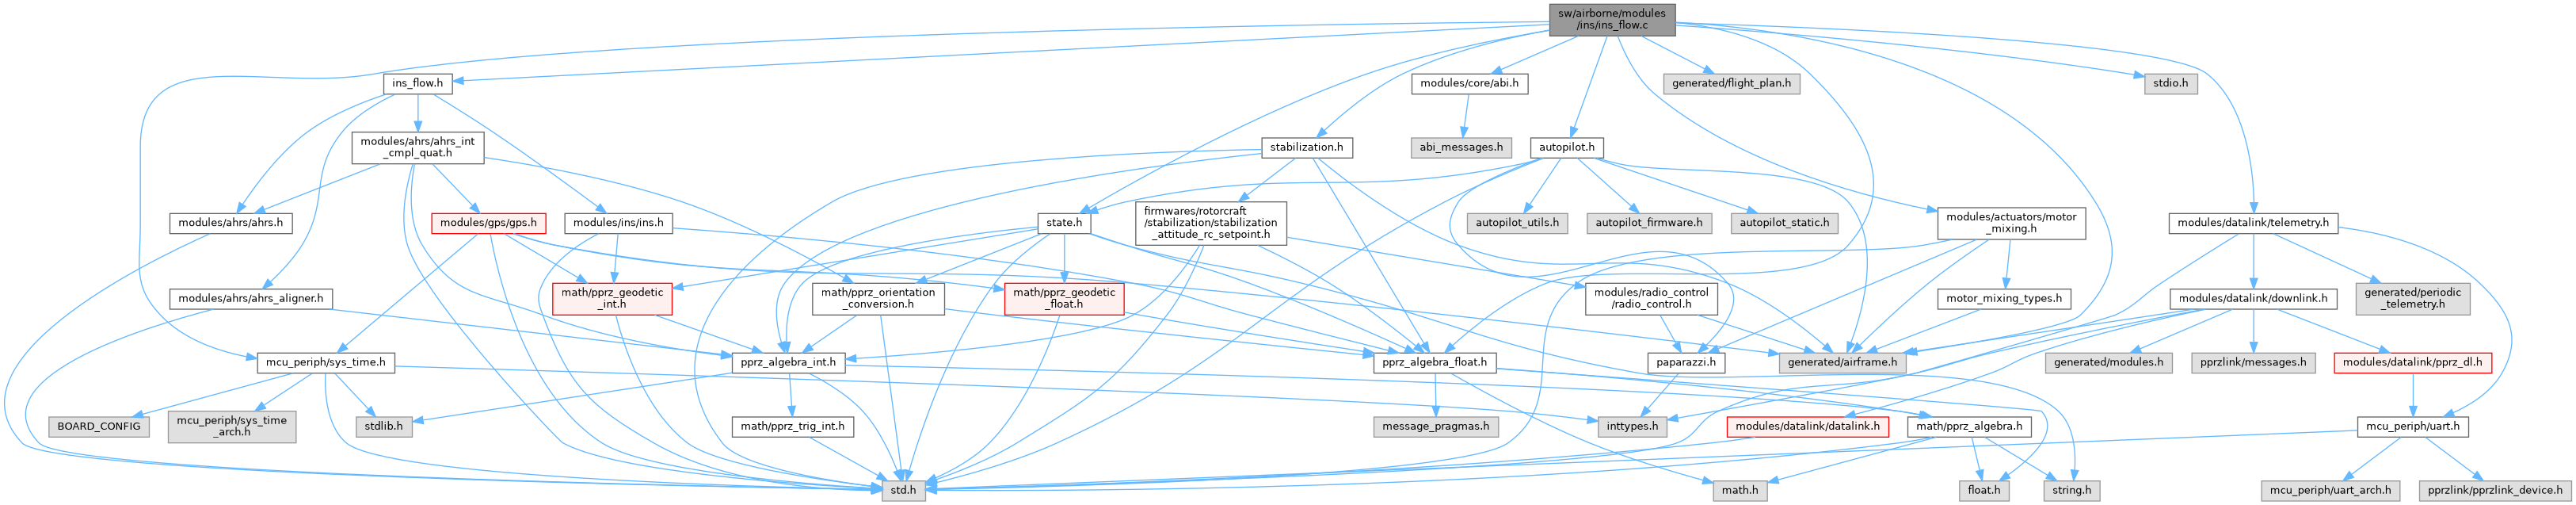 sw/airborne/modules
/ins/ins_flow.c
ins_flow.h
modules/core/abi.h
generated/flight_plan.h
stdio.h
modules/ahrs/ahrs_int
_cmpl_quat.h
stabilization.h
abi_messages.h
autopilot.h
modules/ahrs/ahrs.h
modules/gps/gps.h
modules/ins/ins.h
state.h
firmwares/rotorcraft
/stabilization/stabilization
_attitude_rc_setpoint.h
autopilot_utils.h
autopilot_firmware.h
autopilot_static.h
modules/actuators/motor
_mixing.h
modules/datalink/telemetry.h
modules/ahrs/ahrs_aligner.h
math/pprz_geodetic
_int.h
math/pprz_orientation
_conversion.h
math/pprz_geodetic
_float.h
modules/radio_control
/radio_control.h
motor_mixing_types.h
modules/datalink/downlink.h
generated/periodic
_telemetry.h
mcu_periph/sys_time.h
pprz_algebra_int.h
pprz_algebra_float.h
paparazzi.h
generated/airframe.h
generated/modules.h
pprzlink/messages.h
modules/datalink/pprz_dl.h
BOARD_CONFIG
mcu_periph/sys_time
_arch.h
stdlib.h
math/pprz_trig_int.h
message_pragmas.h
inttypes.h
modules/datalink/datalink.h
math/pprz_algebra.h
mcu_periph/uart.h
std.h
math.h
float.h
string.h
mcu_periph/uart_arch.h
pprzlink/pprzlink_device.h